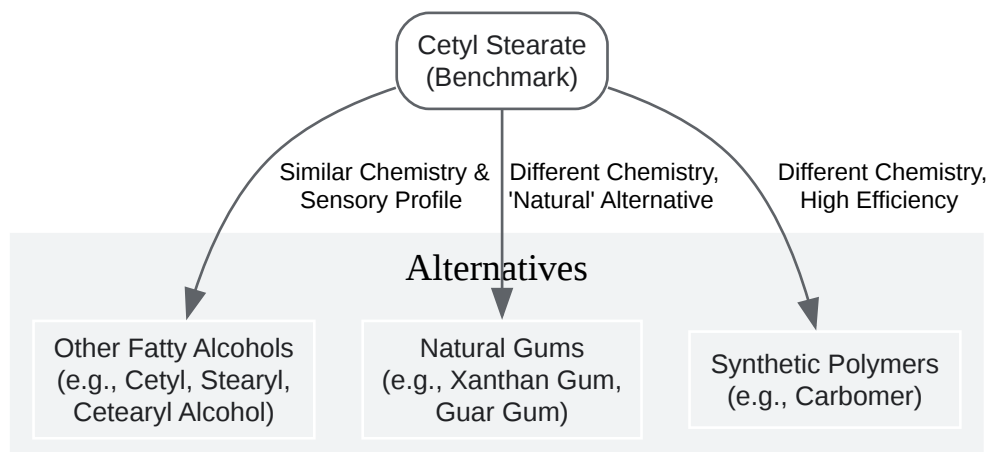 Cetyl Stearate
(Benchmark)
Similar Chemistry &
Sensory Profile
Different Chemistry,
'Natural' Alternative
Different Chemistry,
High Efficiency
Alternatives
Other Fatty Alcohols
(e.g., Cetyl, Stearyl,
Cetearyl Alcohol)
Natural Gums
(e.g., Xanthan Gum,
Guar Gum)
Synthetic Polymers
(e.g., Carbomer)